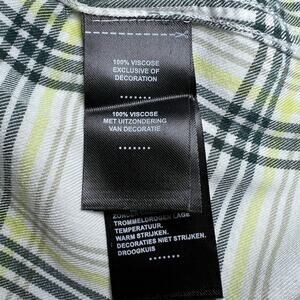 100% VISCOSE
EXCLUSIVE OF
DECORATION
100% VISCOSE
MET UITZONDERING
VAN DECORATIE
TROMMELDROGEN LAGE
TEMPERATUUR.
WARM STRIJKEN.
DECORATIES NIET STRIJKEN.
DROOGKUIS